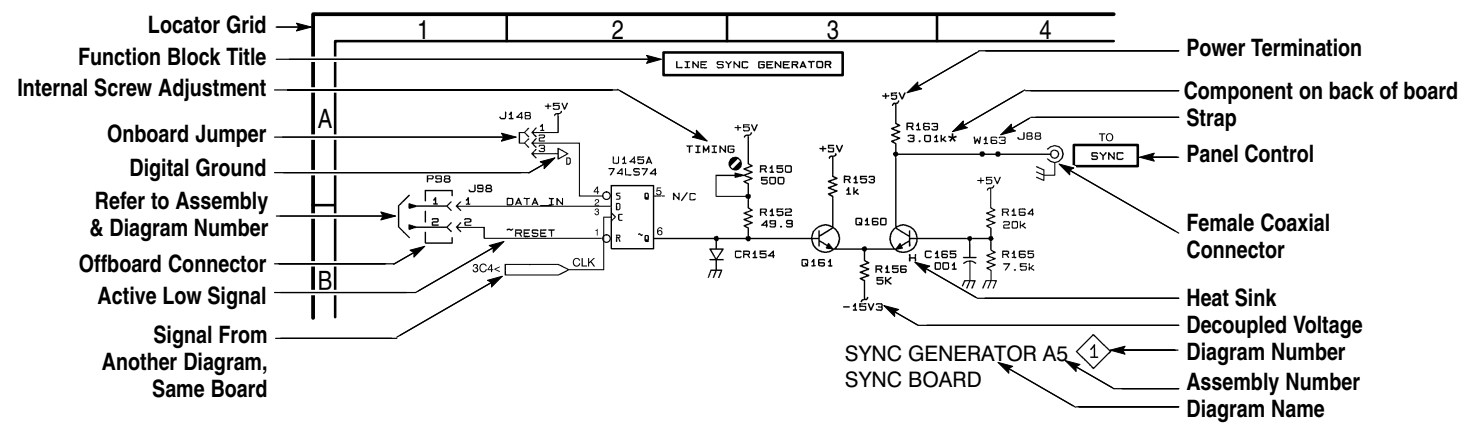 Locator Grid
Function Block Title
Internal Screw Adjustment
Onboard Jumper
Digital Ground
Refer to Assembly
& Diagram Number
Offboard Connector
Active Low Signal
Signal From
Another Diagram,
Same Board
1 2 3 4
A
B
LINE SYNC GENERATOR
J148
+5V
1
2
3
D
P98
J98
1 1
2 2
DATA_IN
~RESET
3C4< CLK
U145A
74LS74
4 S Q 5 N/C
2 D
3 C
1 R ~Q 6
TIMING
+5V
R150
500
R152
49.9
CR154
+5V
R153
1k
Q161
R156
5K
-15V3
+5V
R163
3.01k*
Q160
H
W163
J88
TO
SYNC
+5V
R164
20k
C165
.001
R165
7.5k
SYNC GENERATOR A5 1
SYNC BOARD
Power Termination
Component on back of board
Strap
Panel Control
Female Coaxial
Connector
Heat Sink
Decoupled Voltage
Diagram Number
Assembly Number
Diagram Name